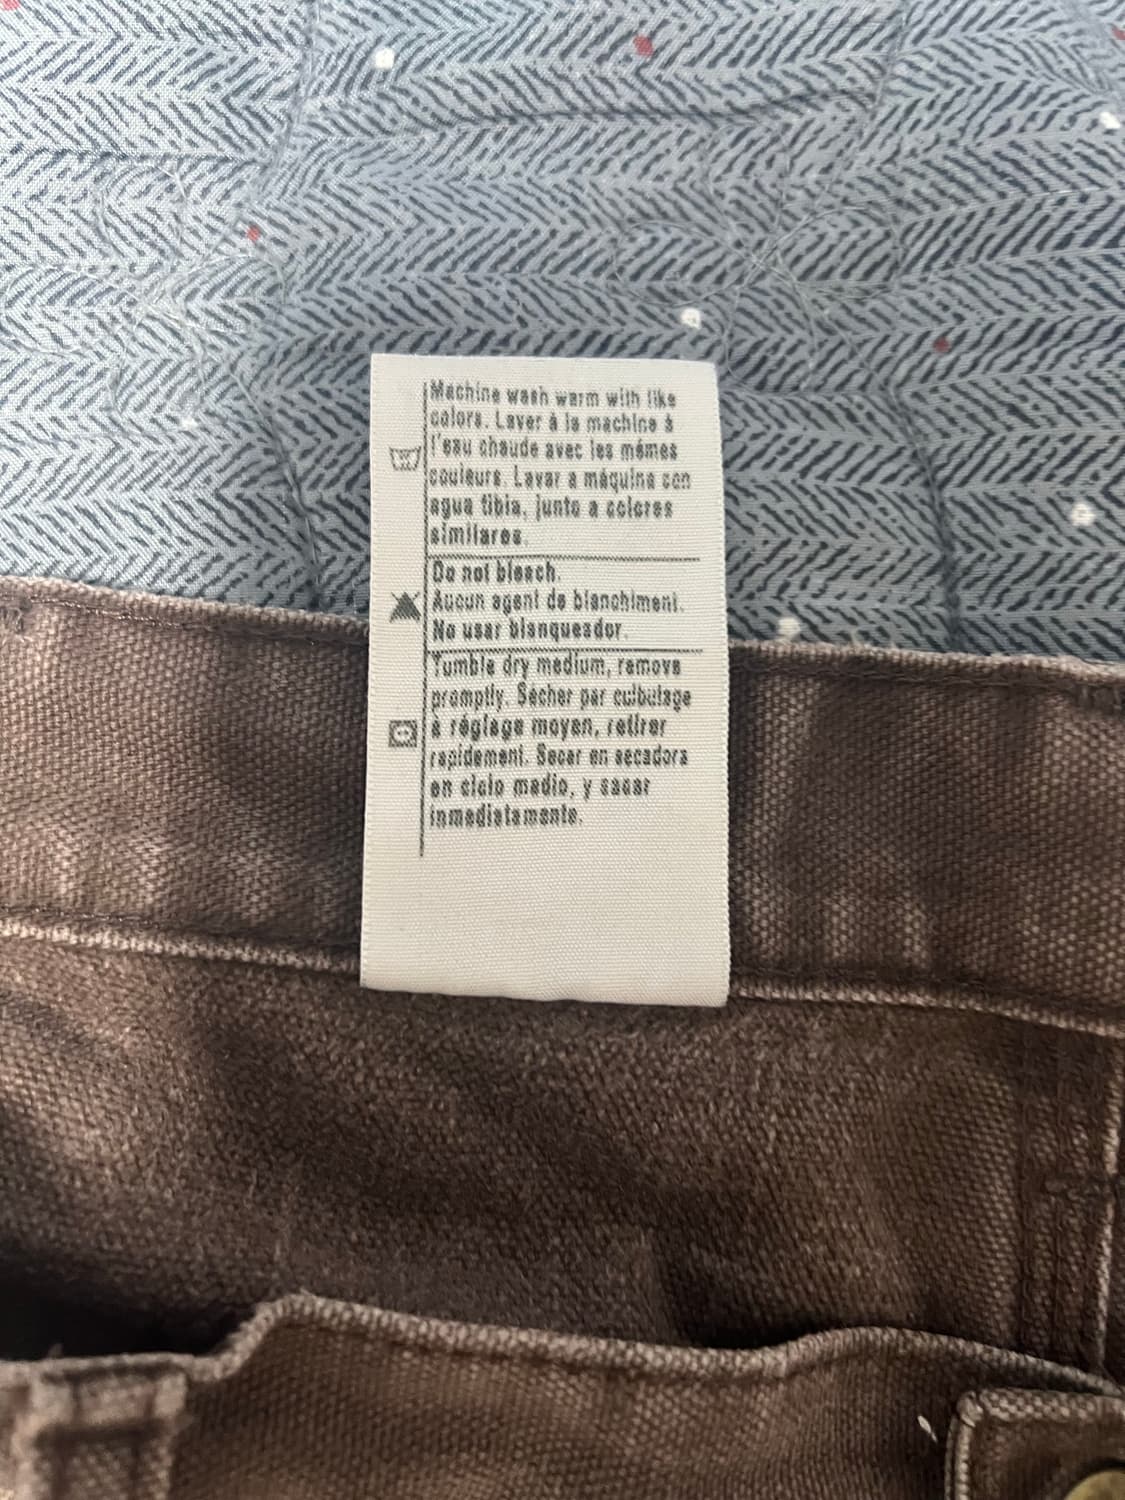 Machine wash warm with like
colors. Laver à la machine à
l'eau chaude avec les mémes
couleurs. Lavar a máquina con
agua tibia, junto a colores
similares.
Do not bleach.
Aucun agent de blanchiment.
No usar blanqueador.
Tumble dry medium, remove
promptly. Sécher par culbutage
à réglage moyen, retirer
rapidement. Secar en secadora
en ciclo medio, y sacar
inmediatamente.